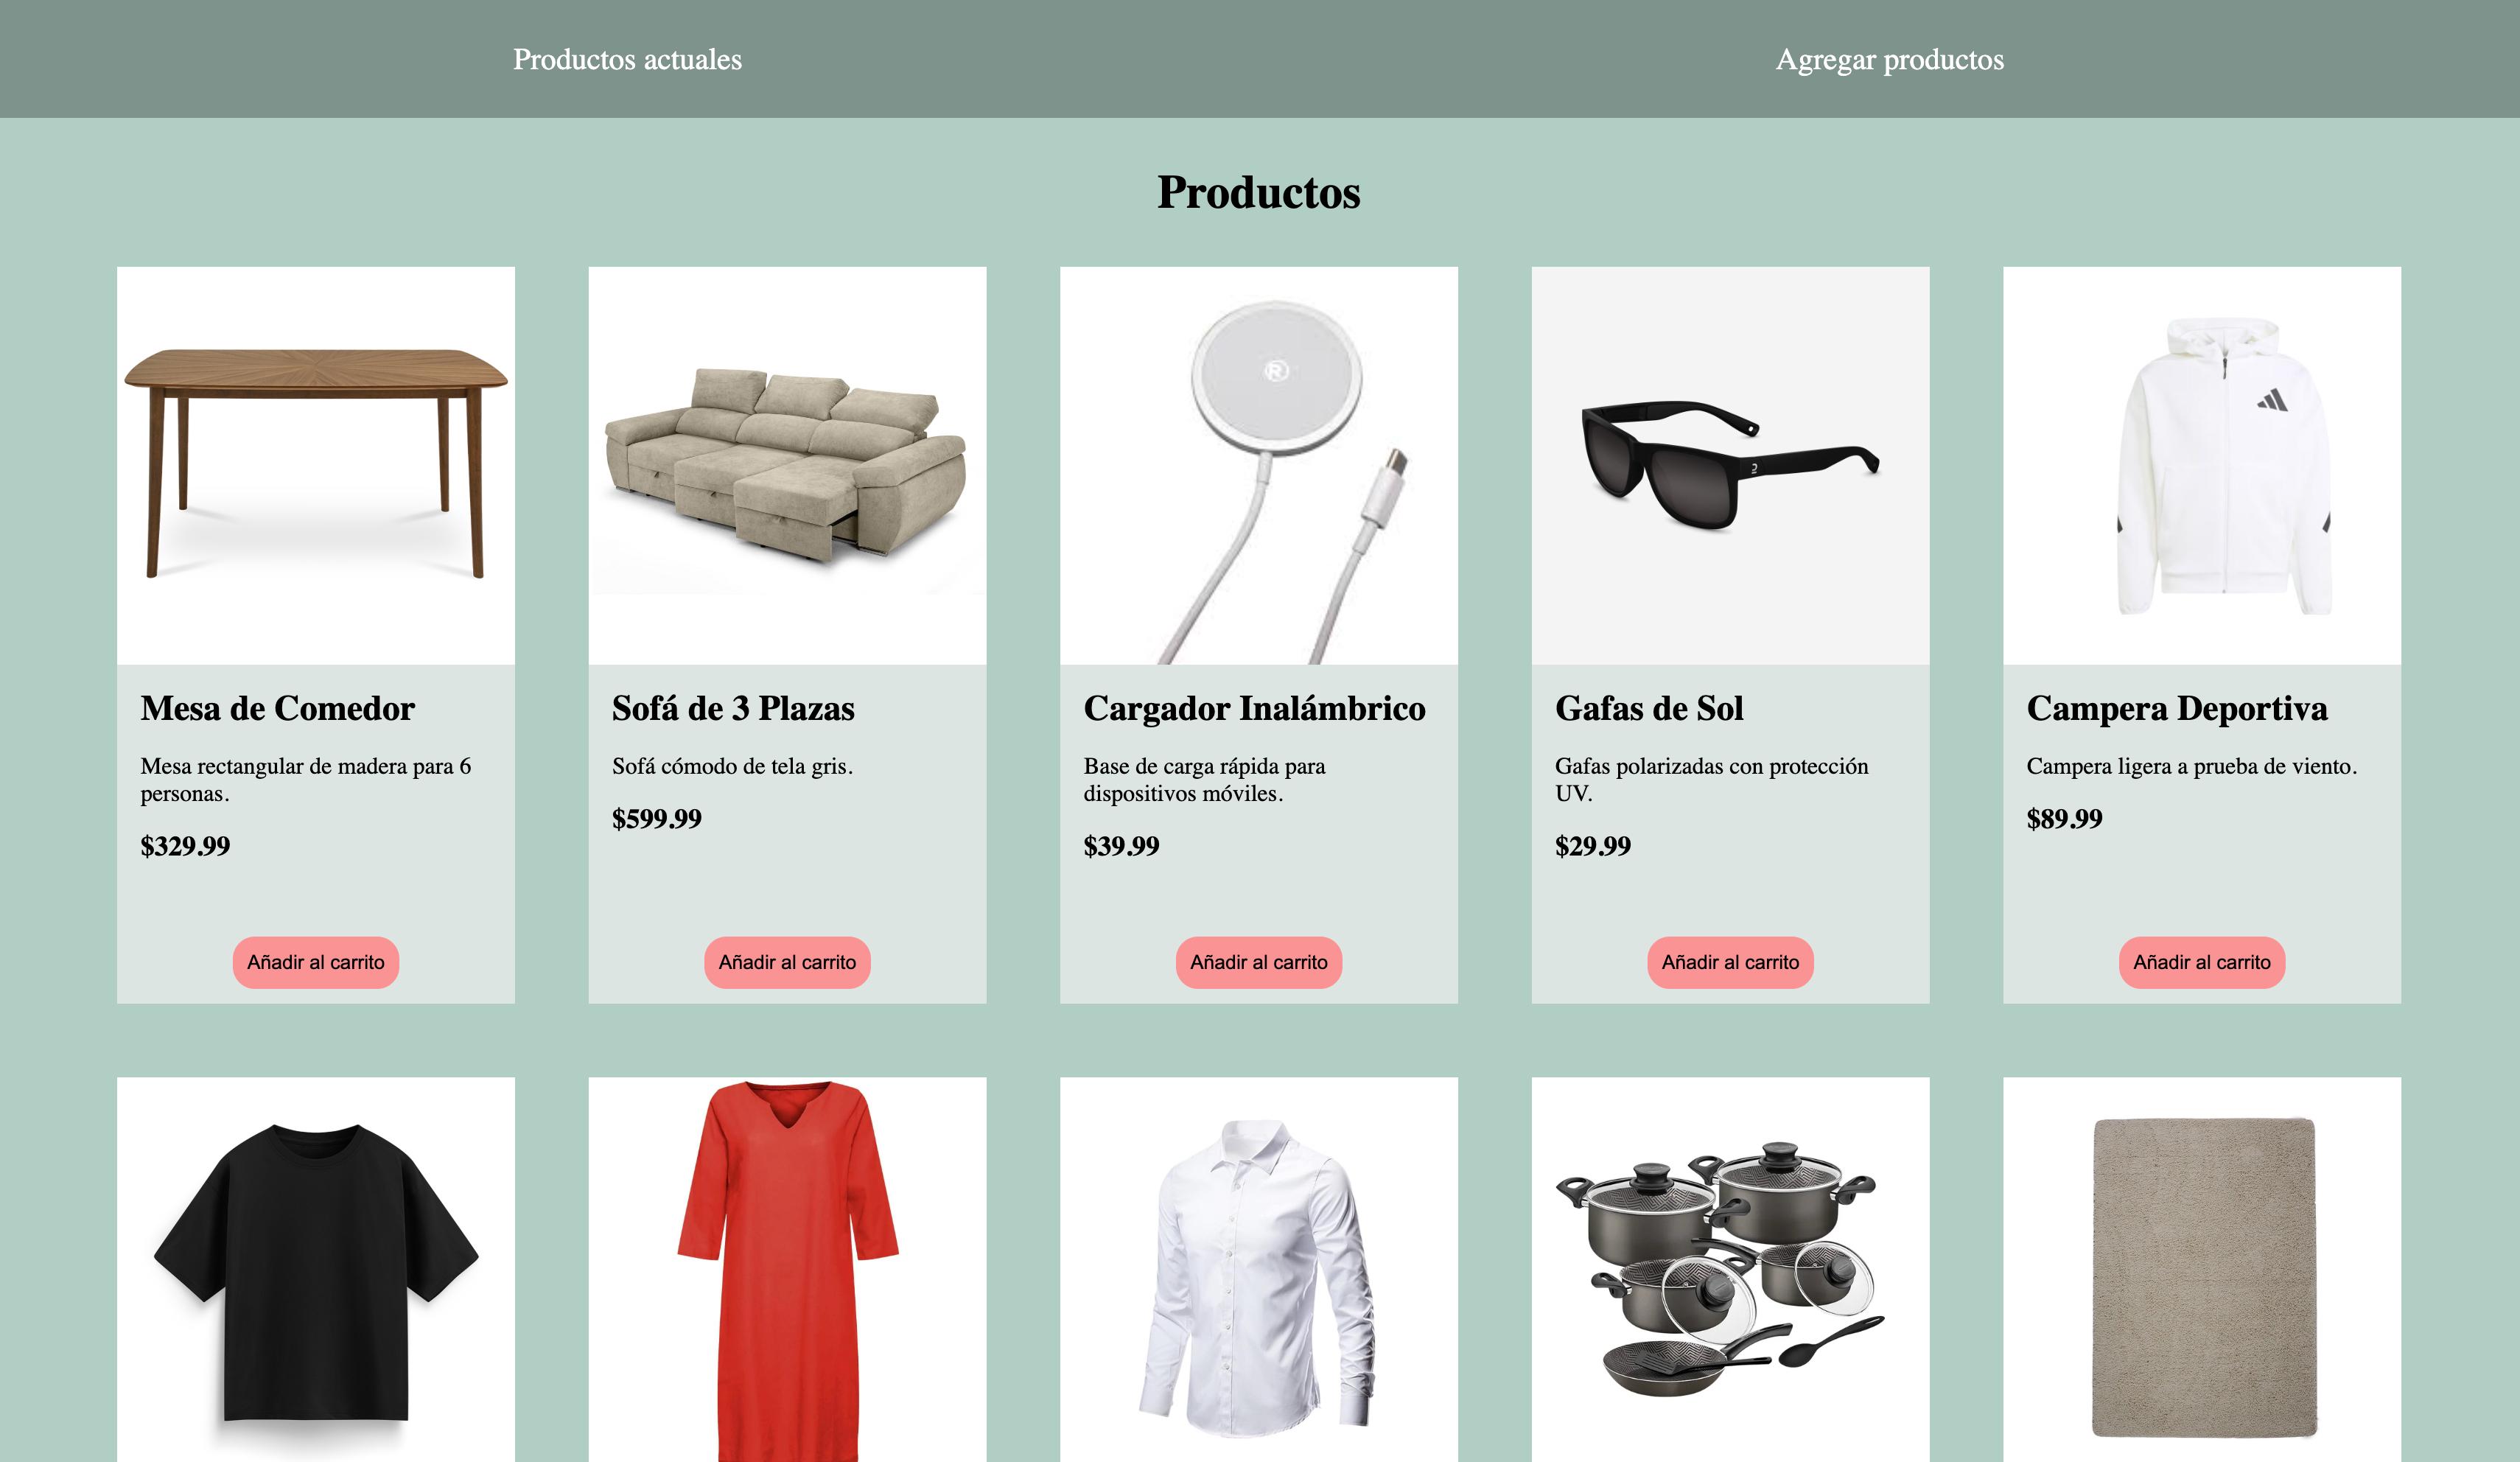 Productos actuales
Agregar productos
Productos
Mesa de Comedor
Mesa rectangular de madera para 6
personas.
$329.99
Añadir al carrito
Sofá de 3 Plazas
Sofá cómodo de tela gris.
$599.99
Añadir al carrito
R
Cargador Inalámbrico
Base de carga rápida para
dispositivos móviles.
$39.99
Añadir al carrito
Gafas de Sol
Gafas polarizadas con protección
UV.
$29.99
Añadir al carrito
Campera Deportiva
Campera ligera a prueba de viento.
$89.99
Añadir al carrito